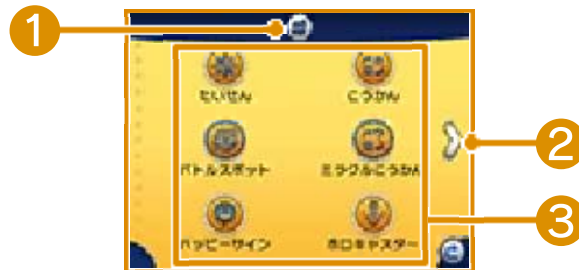 1
たいせん
こうかん
2
バトルスポット
ミラクルこうかん
3
ハッピーサイン
ホロキャスター